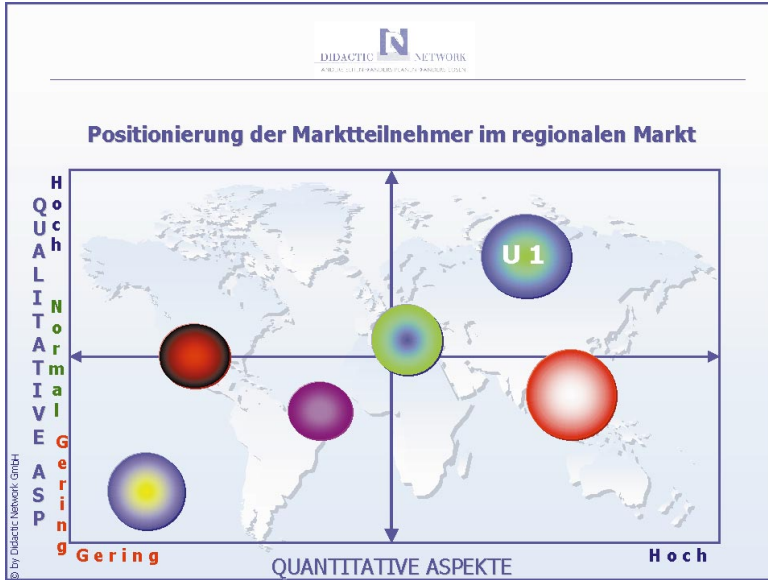 DIDACTIC N NETWORK
Positionierung der Marktteilnehmer im regionalen Markt
Hoch
QUALITATIVE ASP
Normal
Gering
U 1
Gering
Hoch
QUANTITATIVE ASPEKTE
© by Didactic Network GmbH